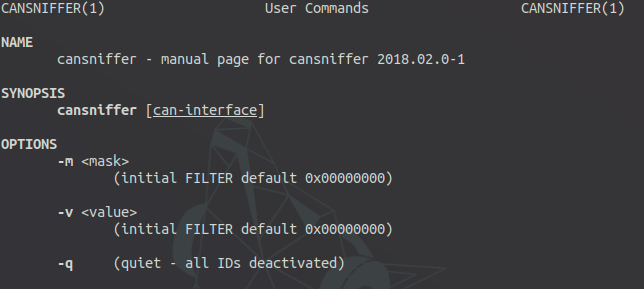 CANSNIFFER(1) User Commands CANSNIFFER(1)
NAME
cansniffer - manual page for cansniffer 2018.02.0-1
SYNOPSIS
cansniffer [can-interface]
OPTIONS
-m <mask>
(initial FILTER default 0x00000000)
-v <value>
(initial FILTER default 0x00000000)
-q (quiet - all IDs deactivated)